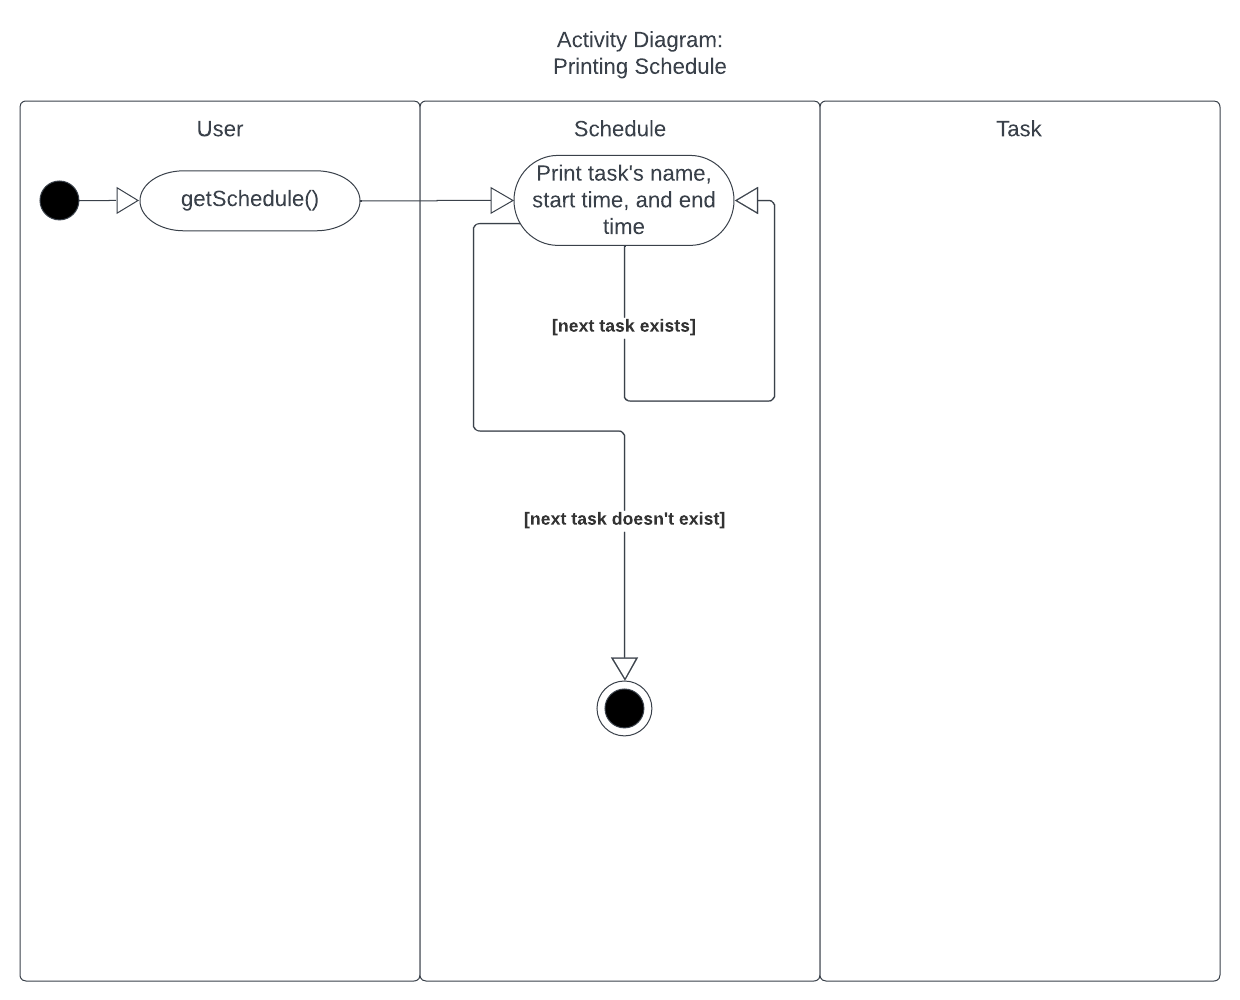 Activity Diagram:
Printing Schedule
User
Schedule
Task
getSchedule()
Print task's name,
start time, and end
time
[next task exists]
[next task doesn't exist]